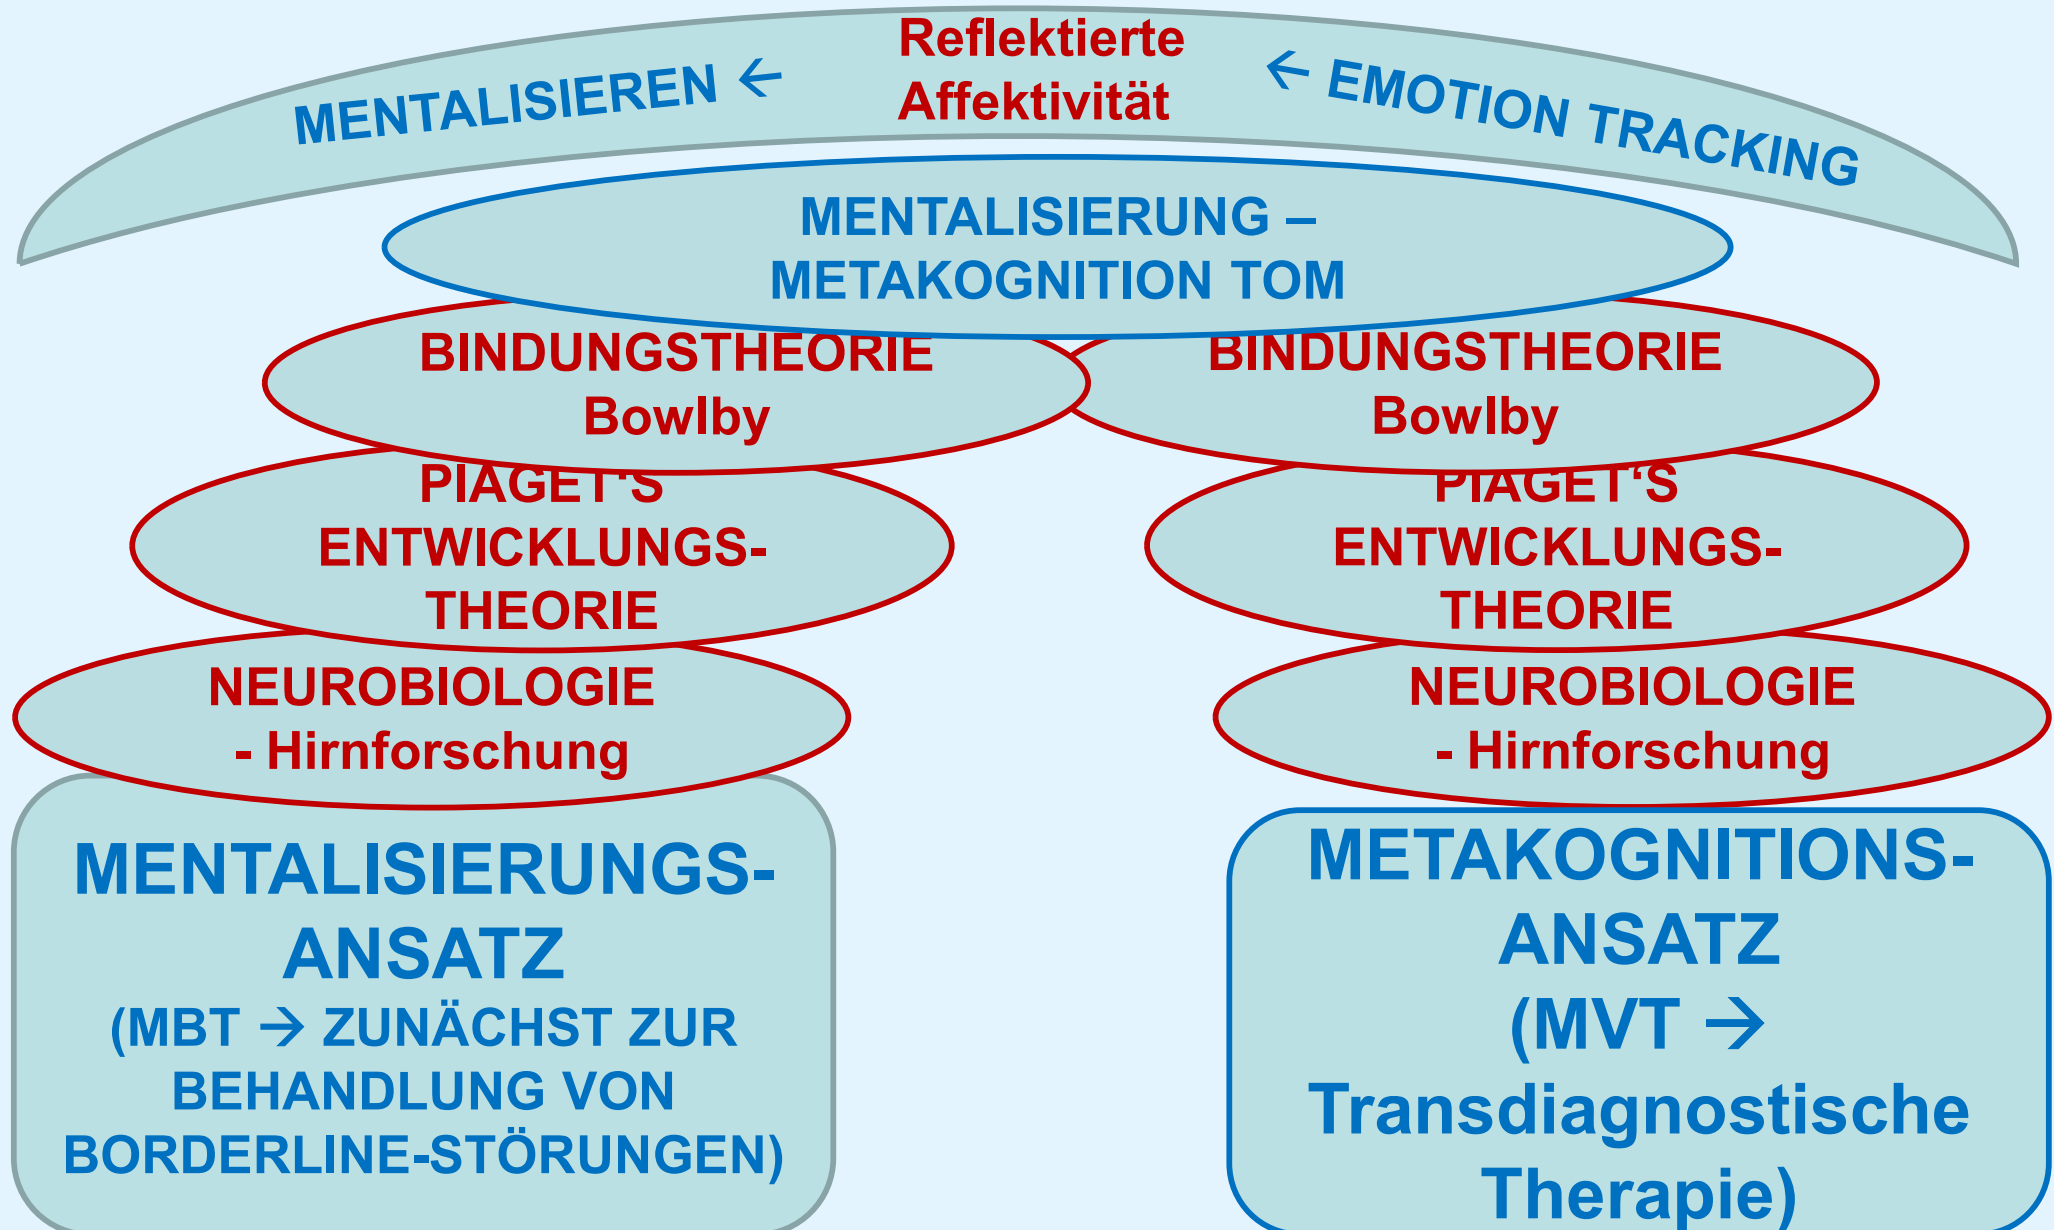 Reflektierte
Affektivität
MENTALISIEREN ←
← EMOTION TRACKING
MENTALISIERUNG –
METAKOGNITION TOM
BINDUNGSTHEORIE
Bowlby
BINDUNGSTHEORIE
Bowlby
PIAGET'S
ENTWICKLUNGS-
THEORIE
PIAGET‘S
ENTWICKLUNGS-
THEORIE
NEUROBIOLOGIE
- Hirnforschung
NEUROBIOLOGIE
- Hirnforschung
MENTALISIERUNGS-
ANSATZ
(MBT → ZUNÄCHST ZUR
BEHANDLUNG VON
BORDERLINE-STÖRUNGEN)
METAKOGNITIONS-
ANSATZ
(MVT →
Transdiagnostische
Therapie)